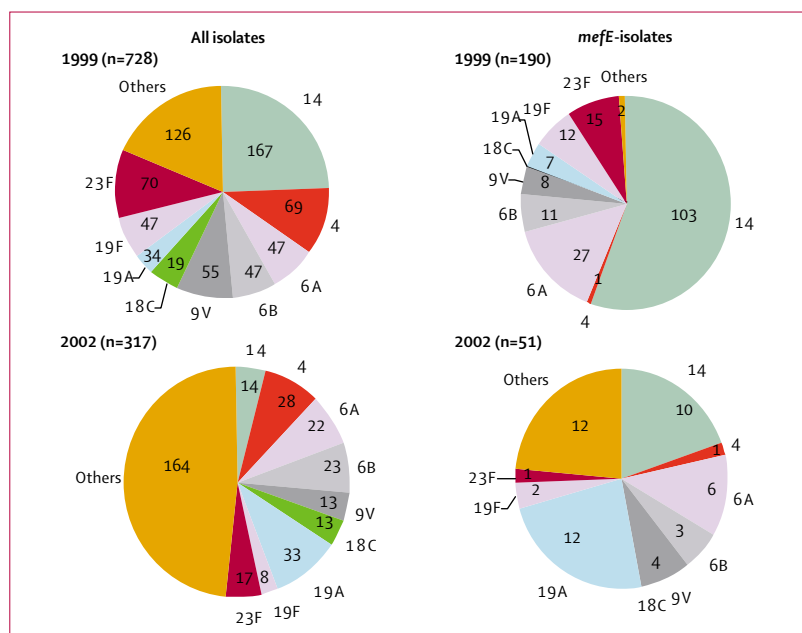 All isolates
1999 (n=728)
Others
14
126
167
23F
70
69
4
47
19F
34
19A
19
18C
55
9V
47
6B
47
6A
mefE-isolates
1999 (n=190)
Others
23F
2
19F
15
19A
12
7
18C
9V
8
6B
11
103
14
27
6A
1
4
2002 (n=317)
14
4
14
28
6A
22
Others
164
23
6B
13
9V
13
18C
33
19A
17
8
19F
23F
2002 (n=51)
Others
14
12
10
1
4
23F
1
19F
2
6
6A
3
6B
12
4
19A
18C
9V